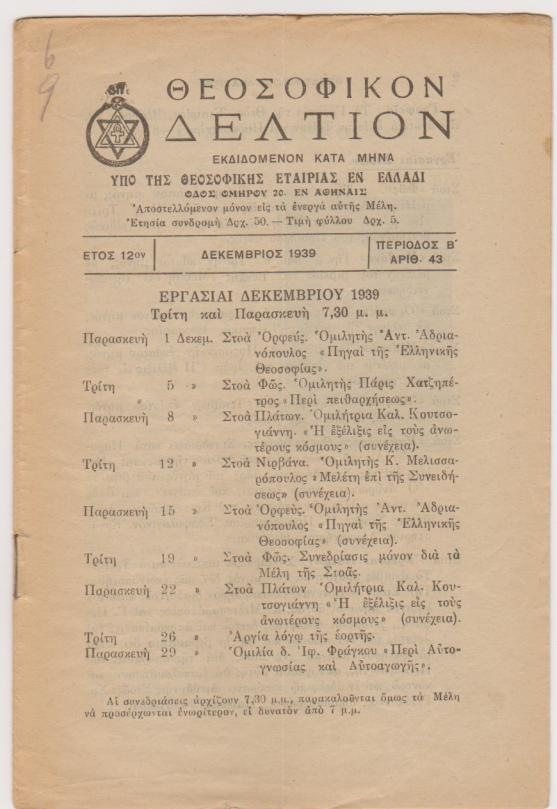 6
9
ΘΕΟΣΟΦΙΚΟΝ
ΔΕΛΤΙΟΝ
ΕΚΔΙΔΟΜΕΝΟΝ ΚΑΤΑ ΜΗΝΑ
ΥΠΟ ΤΗΣ ΘΕΟΣΟΦΙΚΗΣ ΕΤΑΙΡΙΑΣ ΕΝ ΕΛΛΑΔΙ
ΟΔΟΣ ΟΜΗΡΟΥ 20. ΕΝ ΑΘΗΝΑΙΣ
Ἀποστελλόμενον μόνον εἰς τὰ ἐνεργὰ αὐτῆς Μέλη.
Ἐτησία συνδρομὴ Δρχ. 50. — Τιμὴ φύλλου Δρχ. 5.
ΕΤΟΣ 12ον
ΔΕΚΕΜΒΡΙΟΣ 1939
ΠΕΡΙΟΔΟΣ Β΄
ΑΡΙΘ. 43
ΕΡΓΑΣΙΑΙ ΔΕΚΕΜΒΡΙΟΥ 1939
Τρίτη καὶ Παρασκευὴ 7,30 μ. μ.
Παρασκευὴ 1 Δεκεμ. Στοὰ Ὀρφεύς. Ὁμιλητὴς Ἀντ. Ἀδρια-
νόπουλος «Πηγαὶ τῆς Ἑλληνικῆς
Θεοσοφίας».
Τρίτη 5 » Στοὰ Φῶς. Ὁμιλητὴς Πάρις Χατζηπέ-
τρος «Περὶ πειθαρχήσεως».
Παρασκευὴ 8 » Στοὰ Πλάτων. Ὁμιλήτρια Καλ. Κουτσο-
γιάννη. «Ἡ ἐξέλιξις εἰς τοὺς ἀνω-
τέρους κόσμους» (συνέχεια).
Τρίτη 12 » Στοὰ Νιρβάνα. Ὁμιλητὴς Κ. Μελισσα-
ρόπουλος «Μελέτη ἐπὶ τῆς Συνειδή-
σεως» (συνέχεια).
Παρασκευὴ 15 » Στοὰ Ὀρφεύς. Ὁμιλητὴς Ἀντ. Ἀδρια-
νόπουλος «Πηγαὶ τῆς Ἑλληνικῆς
Θεοσοφίας» (συνέχεια).
Τρίτη 19 » Στοὰ Φῶς. Συνεδρίασις μόνον διὰ τὰ
Μέλη τῆς Στοᾶς.
Παρασκευὴ 22 » Στοὰ Πλάτων Ὁμιλήτρια Καλ. Κου-
τσογιάννη «Ἡ ἐξέλιξις εἰς τοὺς
ἀνωτέρους κόσμους» (συνέχεια).
Τρίτη 26 » Ἀργία λόγῳ τῆς ἑορτῆς.
Παρασκευὴ 29 » Ὁμιλία δ. Ἰφ. Φράγκου «Περὶ Αὐτο-
γνωσίας καὶ Αὐτοαγωγῆς».
Αἱ συνεδριάσεις ἀρχίζουν 7,30 μ.μ., παρακαλοῦνται ὅμως τὰ Μέλη
νὰ προσέρχωνται ἐνωρίτερον, εἰ δυνατὸν ἀπὸ 7 μ.μ.